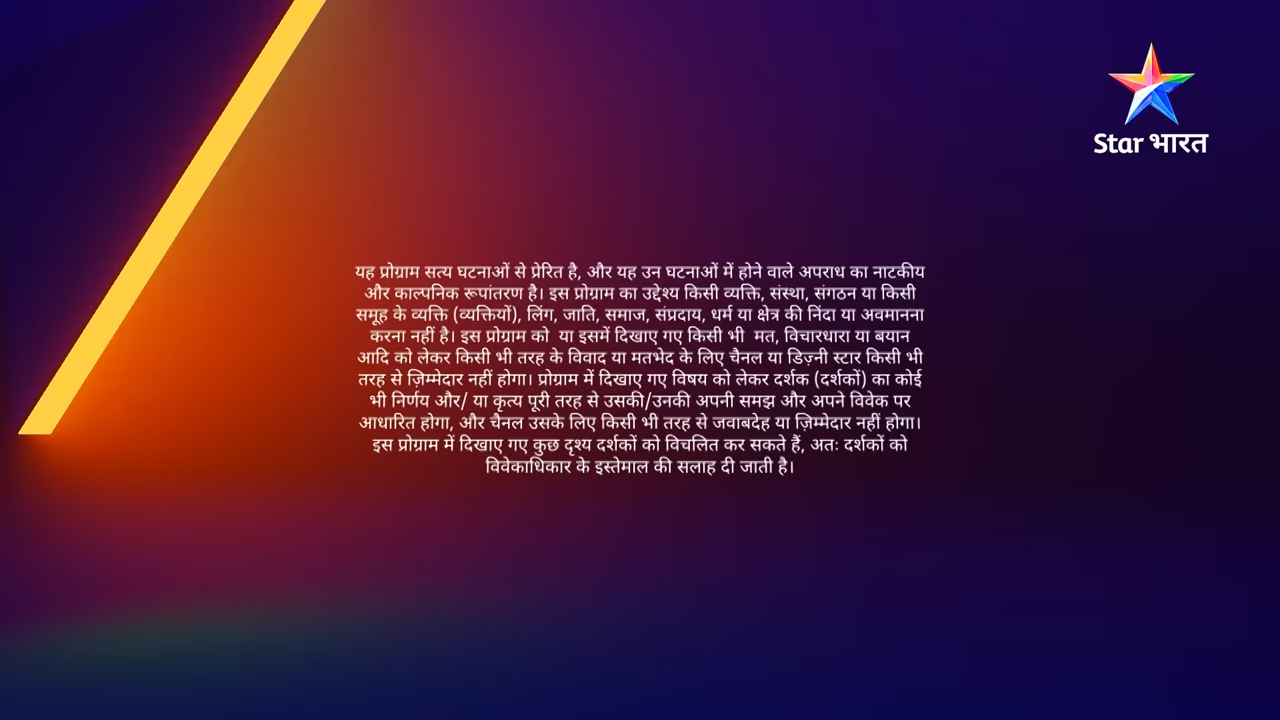 Star भारत
यह प्रोग्राम सत्य घटनाओं से प्रेरित है, और यह उन घटनाओं में होने वाले अपराध का नाटकीय
और काल्पनिक रूपांतरण है। इस प्रोग्राम का उद्देश्य किसी व्यक्ति, संस्था, संगठन या किसी
समूह के व्यक्ति (व्यक्तियों), लिंग, जाति, समाज, संप्रदाय, धर्म या क्षेत्र की निंदा या अवमानना
करना नहीं है। इस प्रोग्राम को या इसमें दिखाए गए किसी भी मत, विचारधारा या बयान
आदि को लेकर किसी भी तरह के विवाद या मतभेद के लिए चैनल या डिज़्नी स्टार किसी भी
तरह से ज़िम्मेदार नहीं होगा। प्रोग्राम में दिखाए गए विषय को लेकर दर्शक (दर्शकों) का कोई
भी निर्णय और/ या कृत्य पूरी तरह से उसकी/उनकी अपनी समझ और अपने विवेक पर
आधारित होगा, और चैनल उसके लिए किसी भी तरह से जवाबदेह या ज़िम्मेदार नहीं होगा।
इस प्रोग्राम में दिखाए गए कुछ दृश्य दर्शकों को विचलित कर सकते हैं, अतः दर्शकों को
विवेकाधिकार के इस्तेमाल की सलाह दी जाती है।